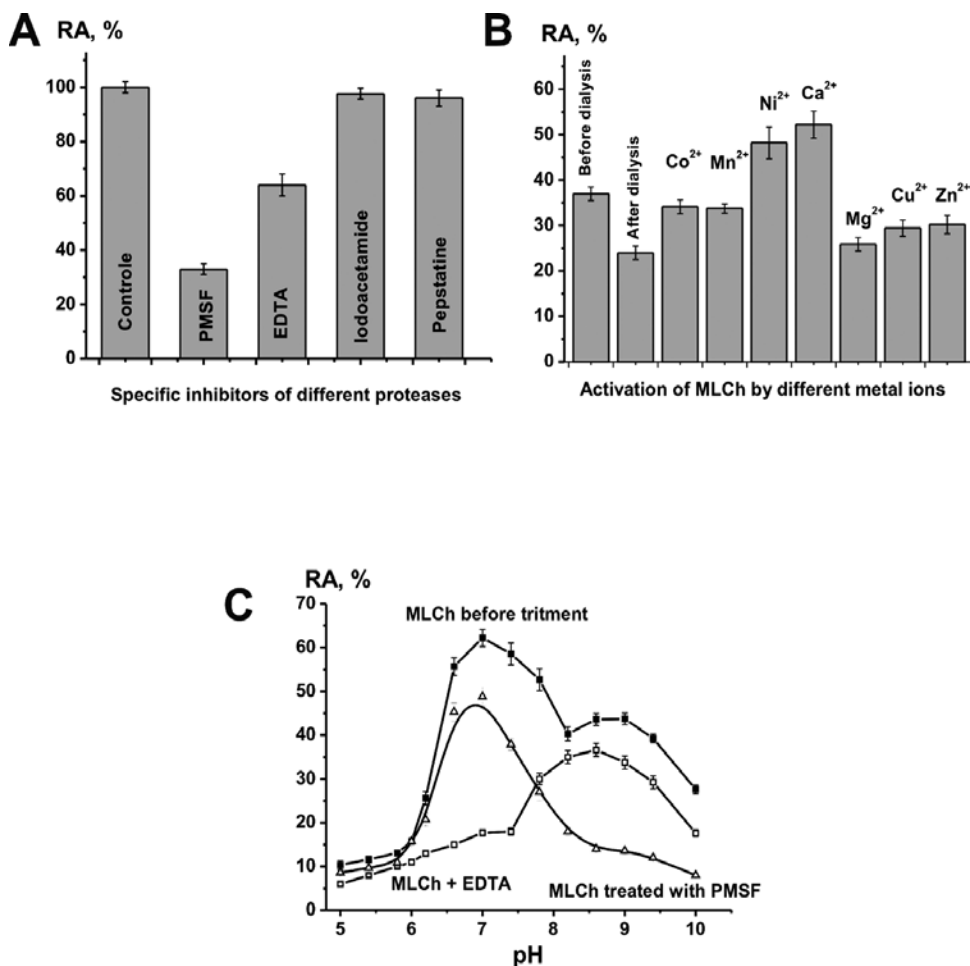 A
RA, %
100
80
60
40
20
0
Controle
PMSF
EDTA
Iodoacetamide
Pepstatine
Specific inhibitors of different proteases
B
RA, %
60
50
40
30
20
10
0
Before dialysis
After dialysis
Co2+
Mn2+
Ni2+
Ca2+
Mg2+
Cu2+
Zn2+
Activation of MLCh by different metal ions
C
RA, %
70
60
50
40
30
20
10
0
MLCh before tritment
MLCh + EDTA
MLCh treated with PMSF
5 6 7 8 9 10
pH